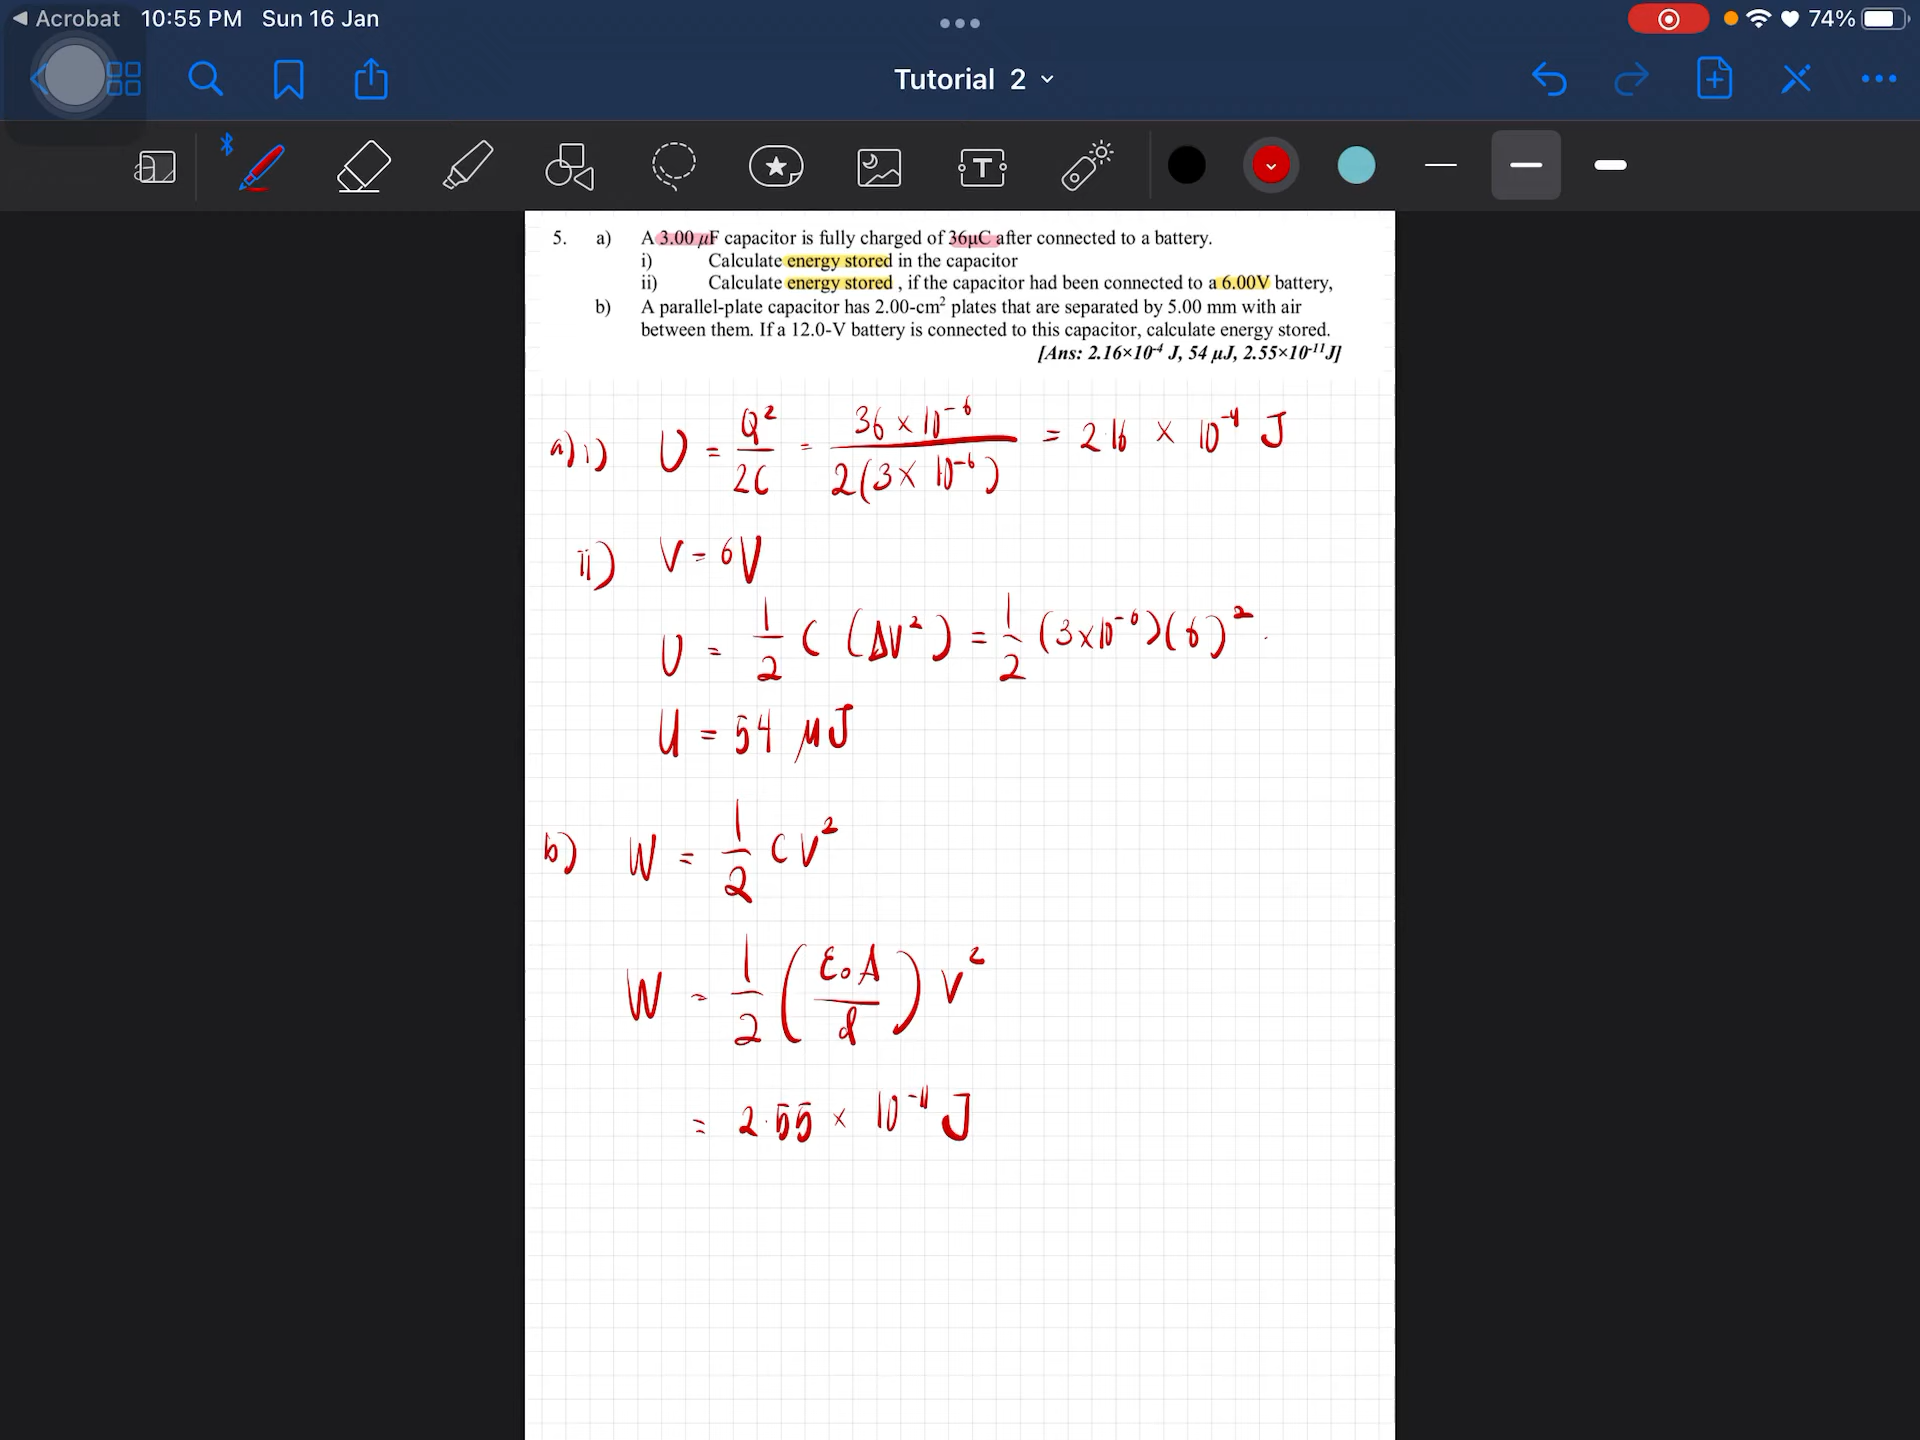 ◀ Acrobat 10:55 PM Sun 16 Jan 74%
Tutorial 2
5. a) A 3.00 μF capacitor is fully charged of 36μC after connected to a battery.
i) Calculate energy stored in the capacitor
ii) Calculate energy stored , if the capacitor had been connected to a 6.00V battery,
b) A parallel-plate capacitor has 2.00-cm² plates that are separated by 5.00 mm with air
between them. If a 12.0-V battery is connected to this capacitor, calculate energy stored.
[Ans: 2.16×10⁻⁴ J, 54 μJ, 2.55×10⁻¹¹J]
a) i) U = Q²/2C = 36 × 10⁻⁶/2(3 × 10⁻⁶) = 2.16 × 10⁻⁴ J
ii) V = 6V
U = 1/2 C (ΔV²) = 1/2 (3×10⁻⁶)(6)².
U = 54 μJ
b) W = 1/2 CV²
W = 1/2 (ε₀A/d) V²
= 2.55 × 10⁻¹¹ J